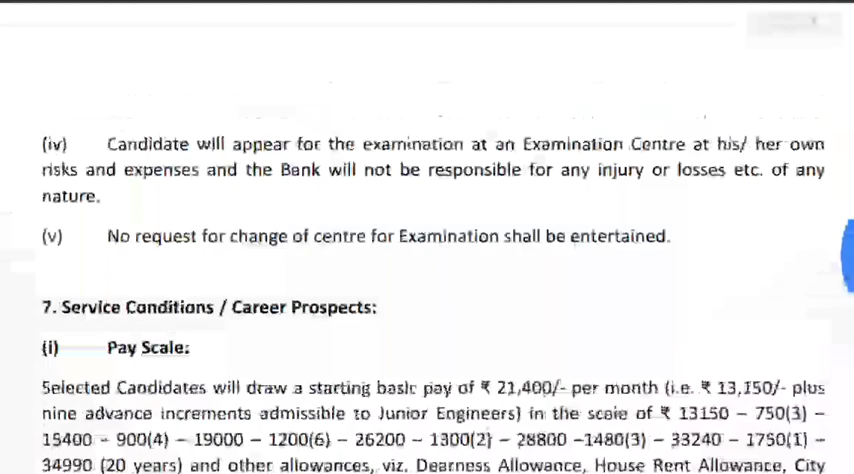 (iv) Candidate will appear for the examination at an Examination Centre at his/ her own
risks and expenses and the Bank will not be responsible for any injury or losses etc. of any
nature.
(v) No request for change of centre for Examination shall be entertained.
7. Service Conditions / Career Prospects:
(i) Pay Scale:
Selected Candidates will draw a starting basic pay of ₹ 21,400/- per month (i.e. ₹ 13,150/- plus
nine advance increments admissible to Junior Engineers) in the scale of ₹ 13150 – 750(3) –
15400 – 900(4) – 19000 – 1200(6) – 26200 – 1300(2) – 28800 –1480(3) – 33240 – 1750(1) –
34990 (20 years) and other allowances, viz. Dearness Allowance, House Rent Allowance, City